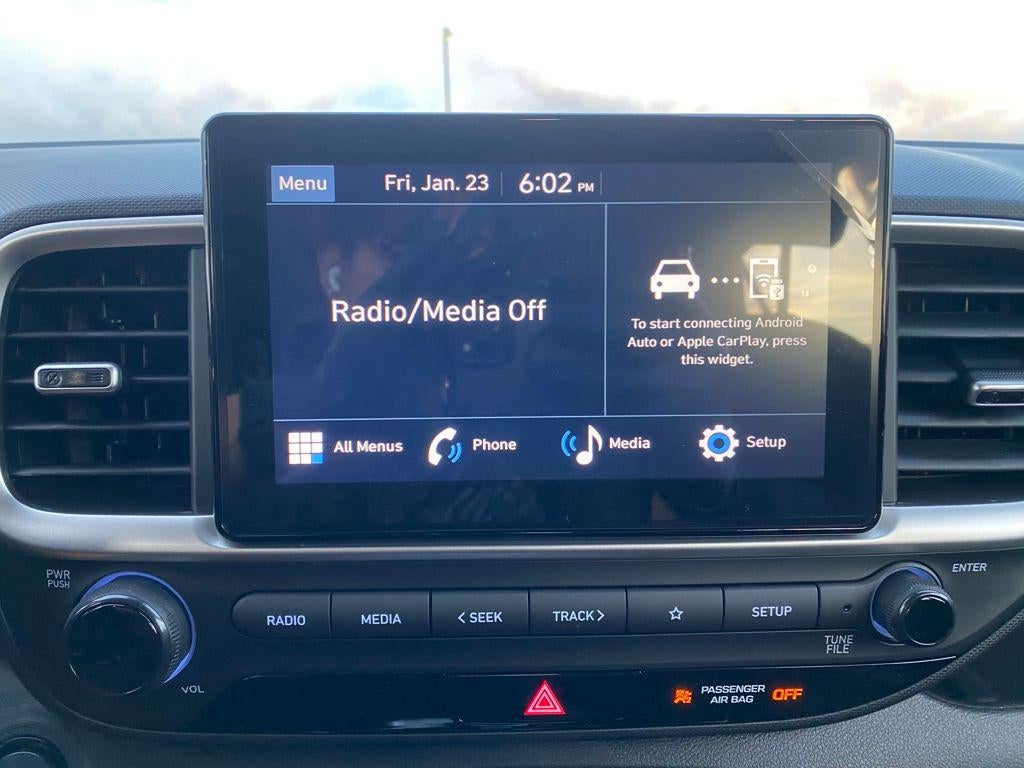 Menu
Fri, Jan. 23
6:02 PM
Radio/Media Off
To start connecting Android
Auto or Apple CarPlay, press
this widget.
All Menus
Phone
Media
Setup
PWR
PUSH
VOL
RADIO
MEDIA
< SEEK
TRACK >
☆
SETUP
ENTER
TUNE
FILE
PASSENGER
AIR BAG
OFF